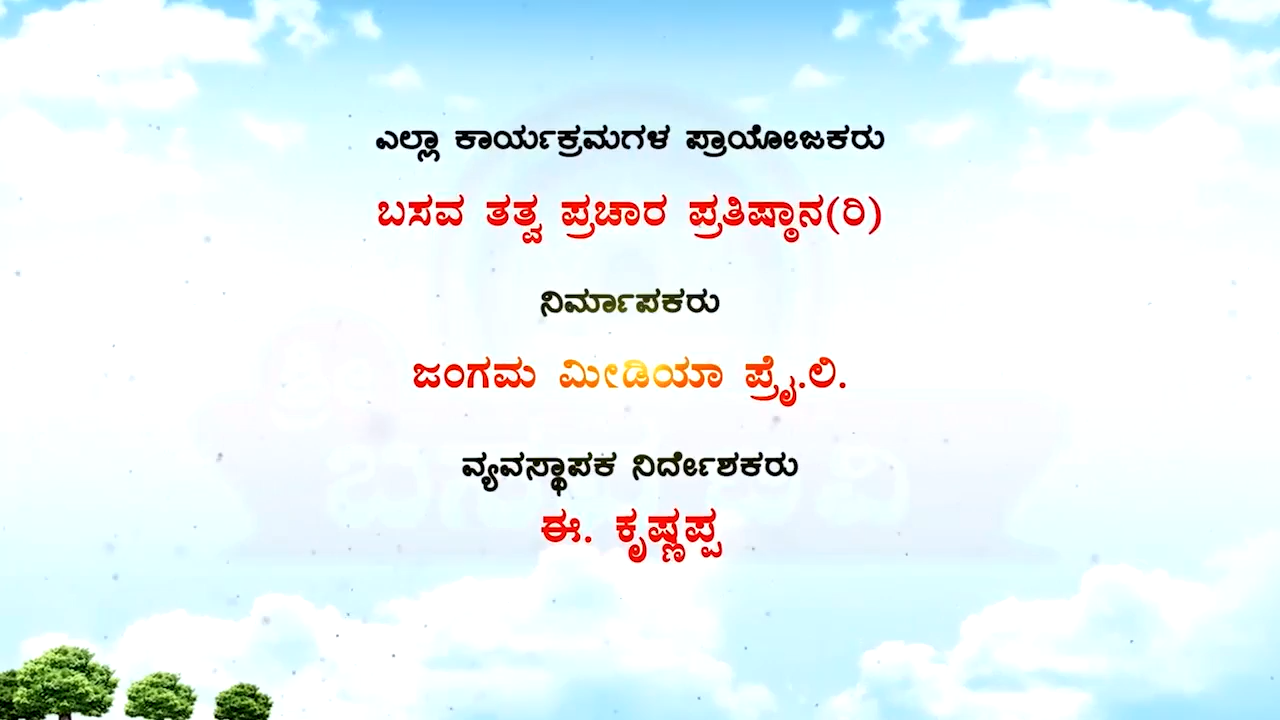 ಎಲ್ಲಾ ಕಾರ್ಯಕ್ರಮಗಳ ಪ್ರಾಯೋಜಕರು
ಬಸವ ತತ್ವ ಪ್ರಚಾರ ಪ್ರತಿಷ್ಠಾನ(ರಿ)
ನಿರ್ಮಾಪಕರು
ಜಂಗಮ ಮೀಡಿಯಾ ಪ್ರೈ.ಲಿ.
ವ್ಯವಸ್ಥಾಪಕ ನಿರ್ದೇಶಕರು
ಈ. ಕೃಷ್ಣಪ್ಪ